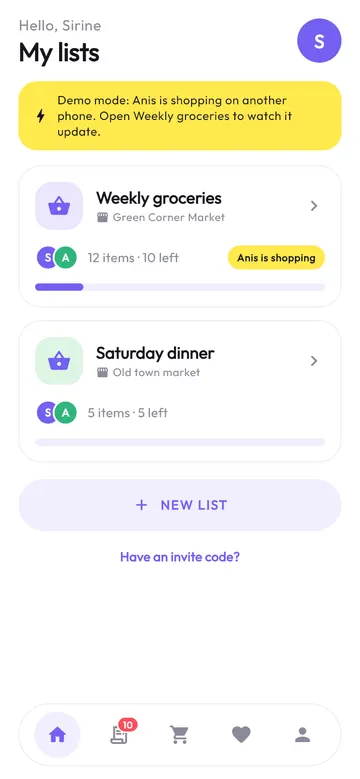 Hello, Sirine
My lists
S
Demo mode: Anis is shopping on another
phone. Open Weekly groceries to watch it
update.
Weekly groceries
Green Corner Market
S A 12 items · 10 left
Anis is shopping
Saturday dinner
Old town market
S A 5 items · 5 left
+ NEW LIST
Have an invite code?
10